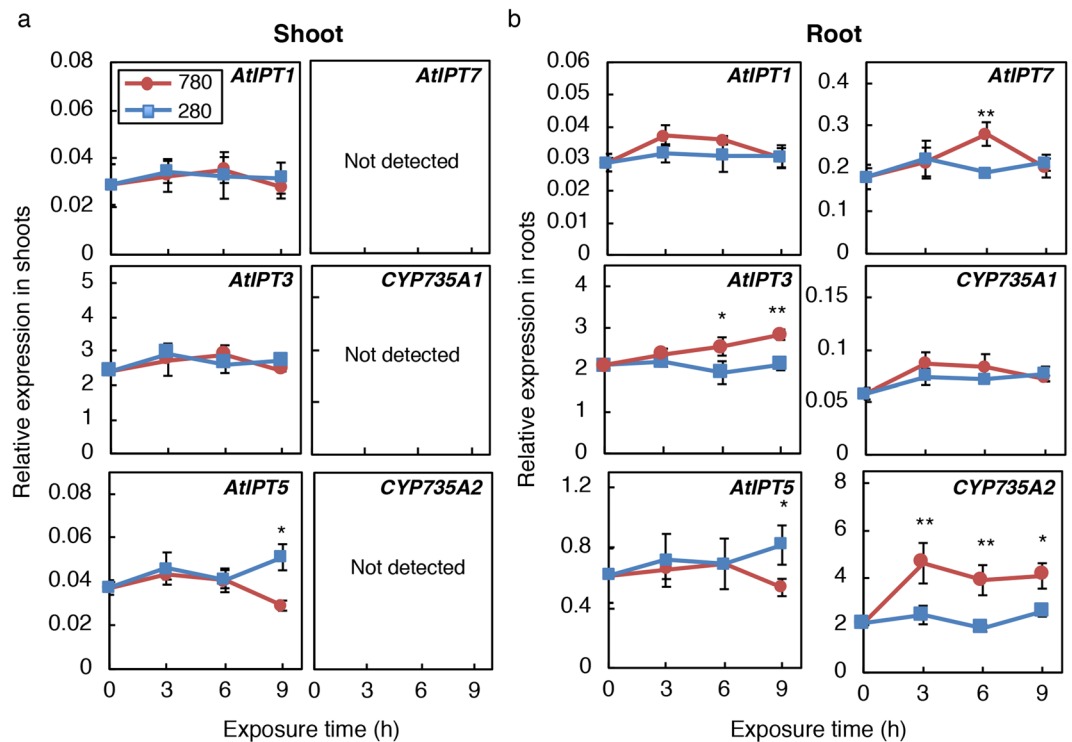 a
Shoot
Relative expression in shoots
0.08
0.06
0.04
0.02
0
AtIPT1
780
280
AtIPT7
Not detected
5
4
3
2
1
0
AtIPT3
CYP735A1
Not detected
0.08
0.06
0.04
0.02
0
AtIPT5
*
CYP735A2
Not detected
0 3 6 9
0 3 6 9
Exposure time (h)
b
Root
Relative expression in roots
0.06
0.05
0.04
0.03
0.02
0.01
0
AtIPT1
0.4
0.3
0.2
0.1
0
AtIPT7
**
4
3
2
1
0
AtIPT3
*
**
0.15
0.1
0.05
0
CYP735A1
1.2
0.8
0.4
0
AtIPT5
*
8
6
4
2
0
CYP735A2
**
**
*
0 3 6 9
0 3 6 9
Exposure time (h)